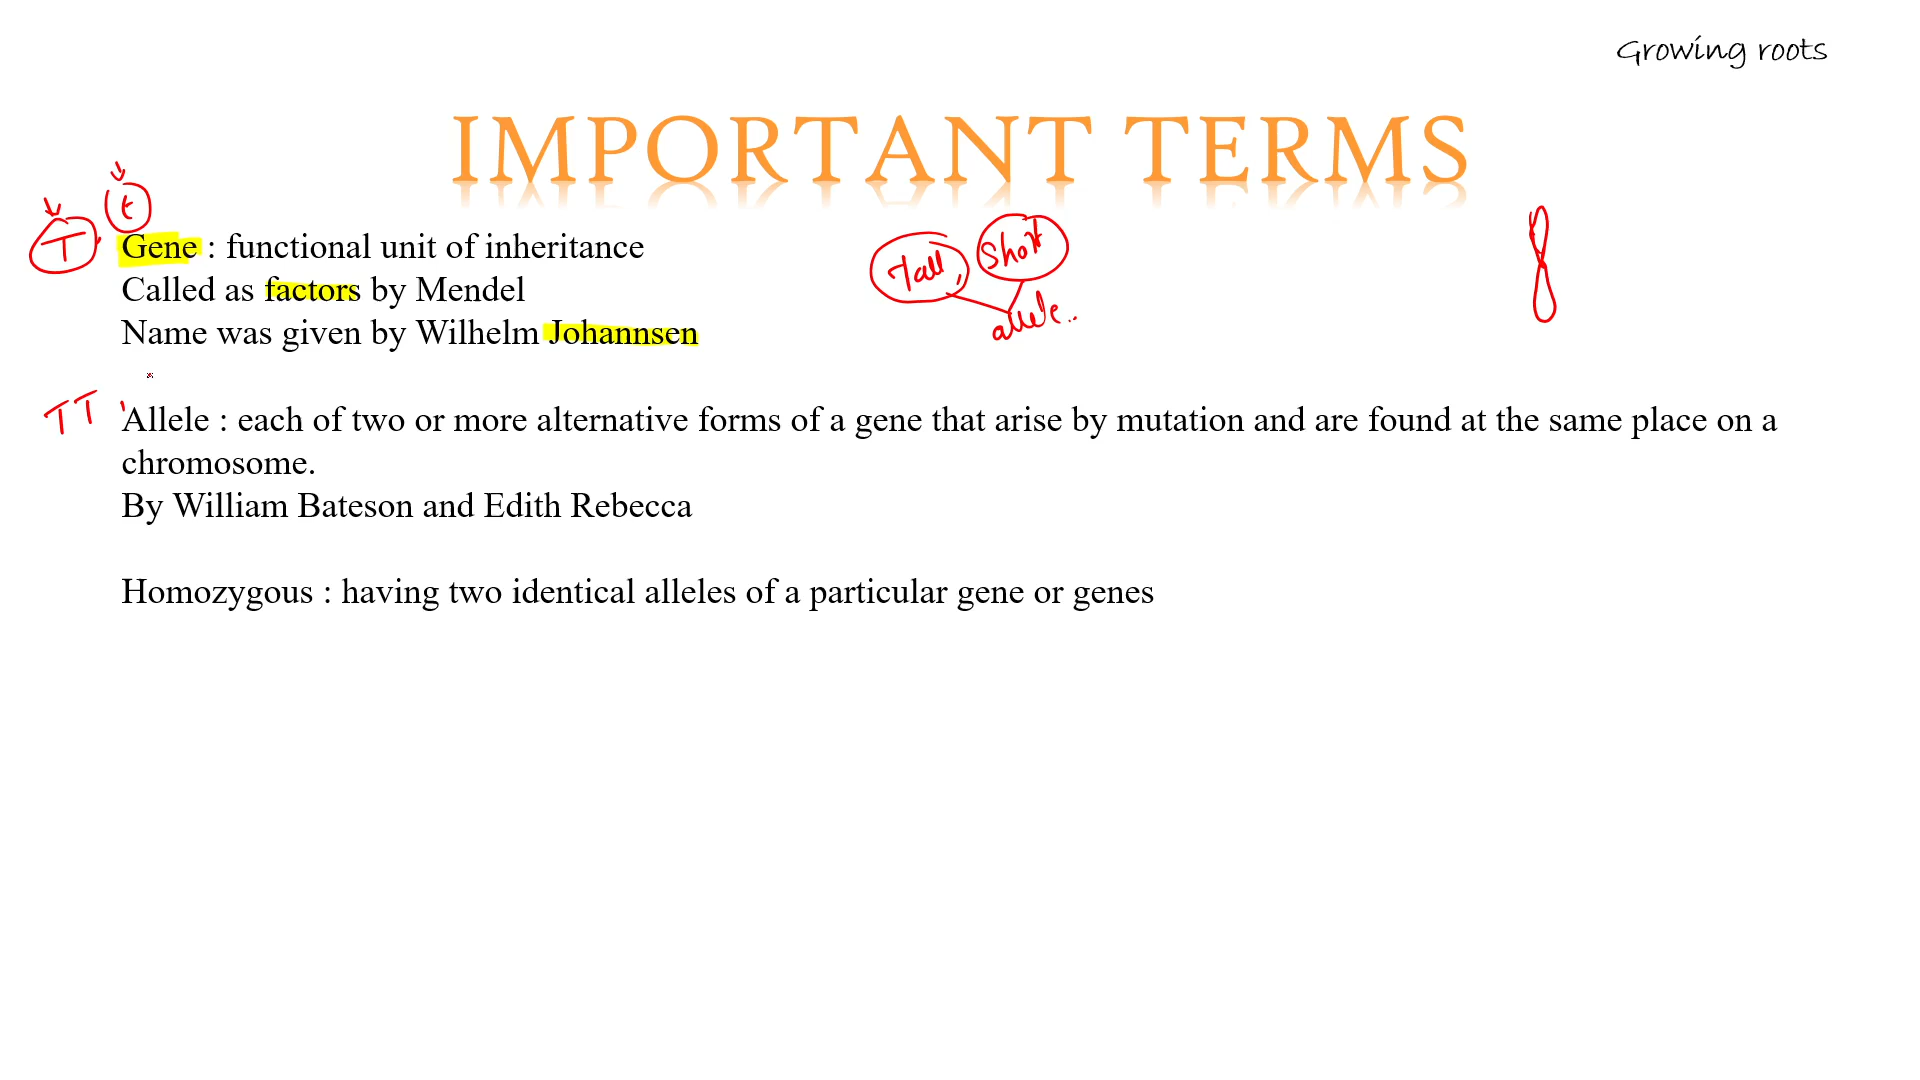 Growing roots
IMPORTANT TERMS
t
T
Gene : functional unit of inheritance
Tall, Short
Called as factors by Mendel
allele..
Name was given by Wilhelm Johannsen
TT,
Allele : each of two or more alternative forms of a gene that arise by mutation and are found at the same place on a
chromosome.
By William Bateson and Edith Rebecca
Homozygous : having two identical alleles of a particular gene or genes